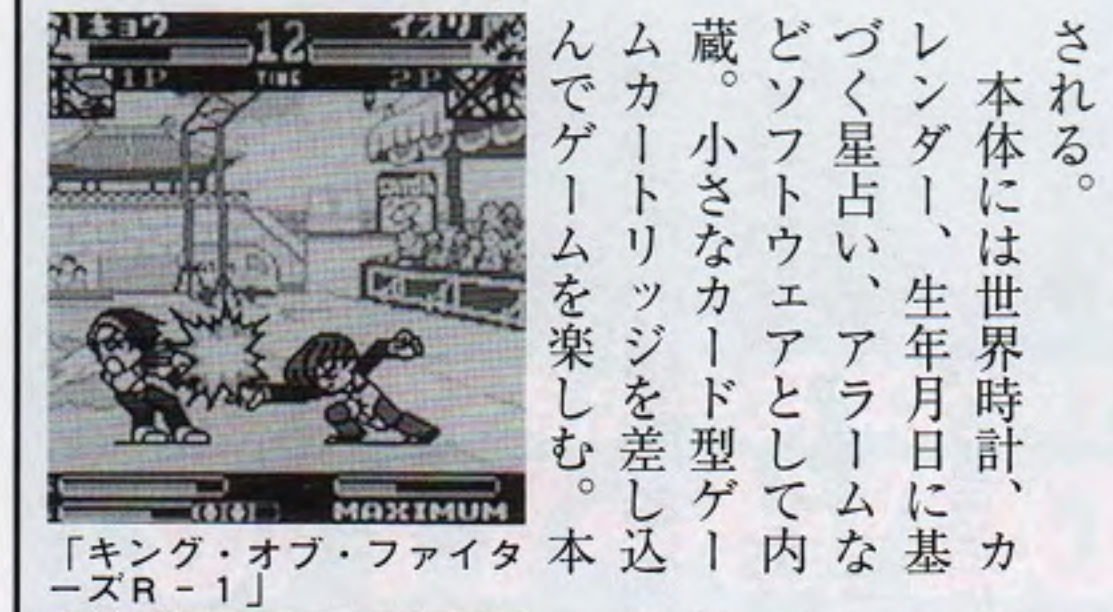 される。
　本体には世界時計、カ
レンダー、生年月日に基
づく星占い、アラームな
どソフトウェアとして内
蔵。　小さなカード型ゲー
ムカートリッジを差し込
んでゲームを楽しむ。本
キョウ
12
イオリ
1P
TIME
2P
MAXIMUM
「キング・オブ・ファイタ
ーズR－1」